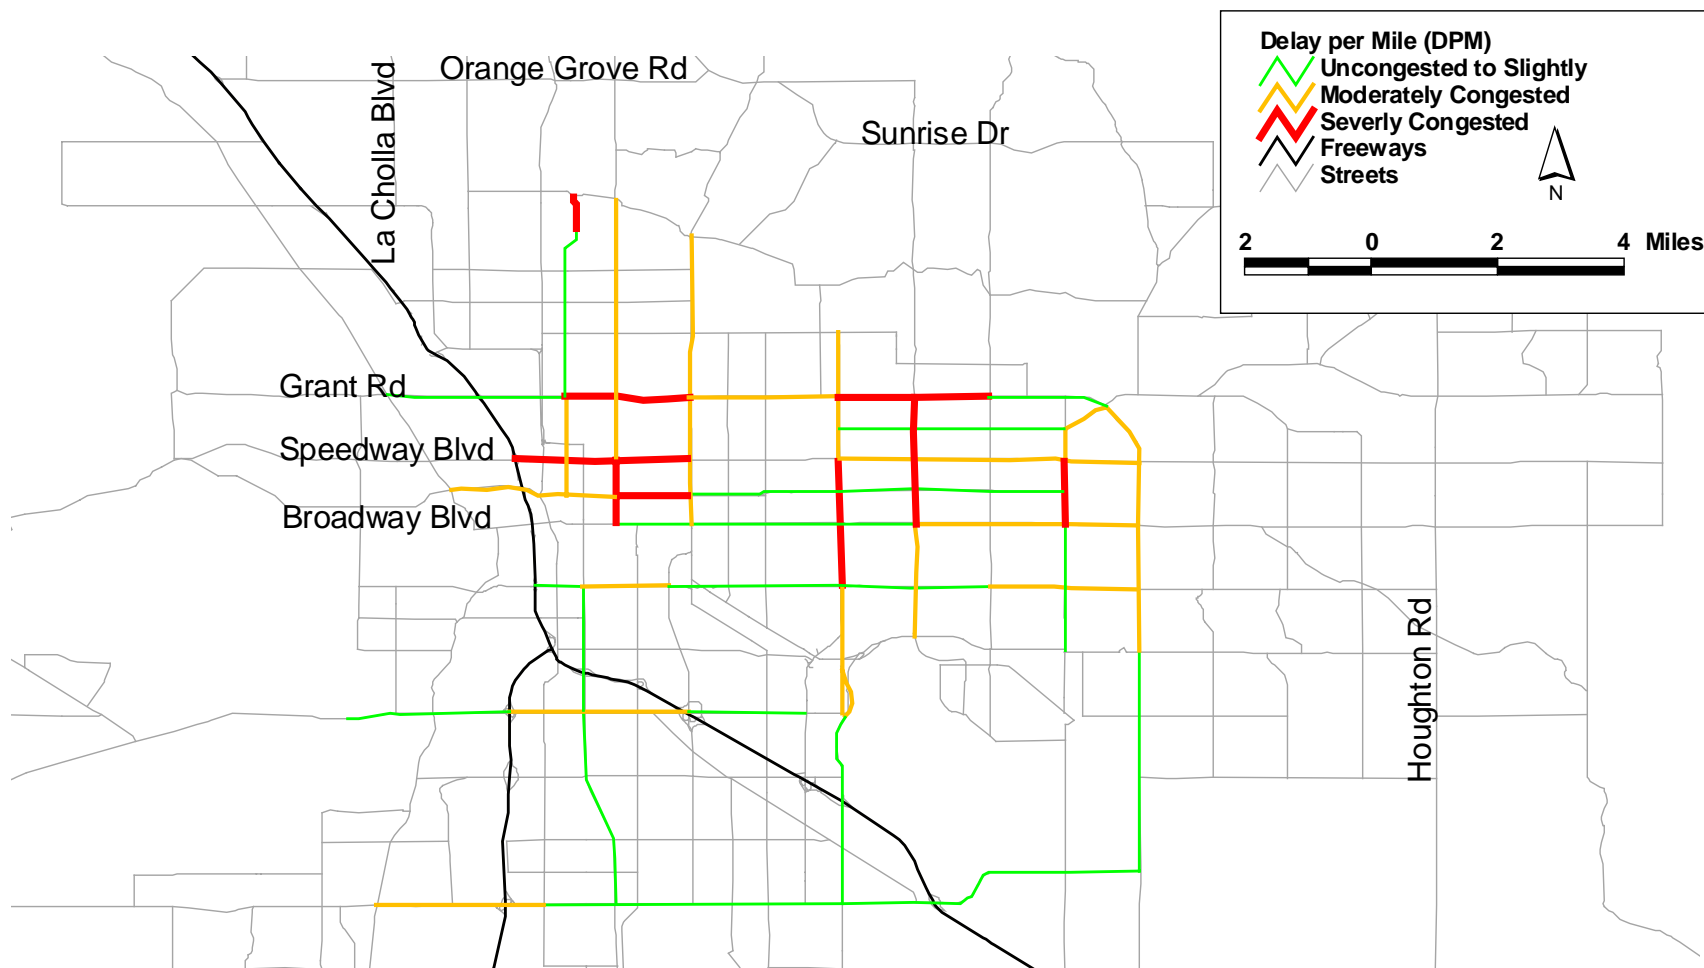 Orange Grove Rd
La Cholla Blvd
Sunrise Dr
Grant Rd
Speedway Blvd
Broadway Blvd
Houghton Rd
Delay per Mile (DPM)
Uncongested to Slightly
Moderately Congested
Severly Congested
Freeways
Streets
N
2 0 2 4 Miles